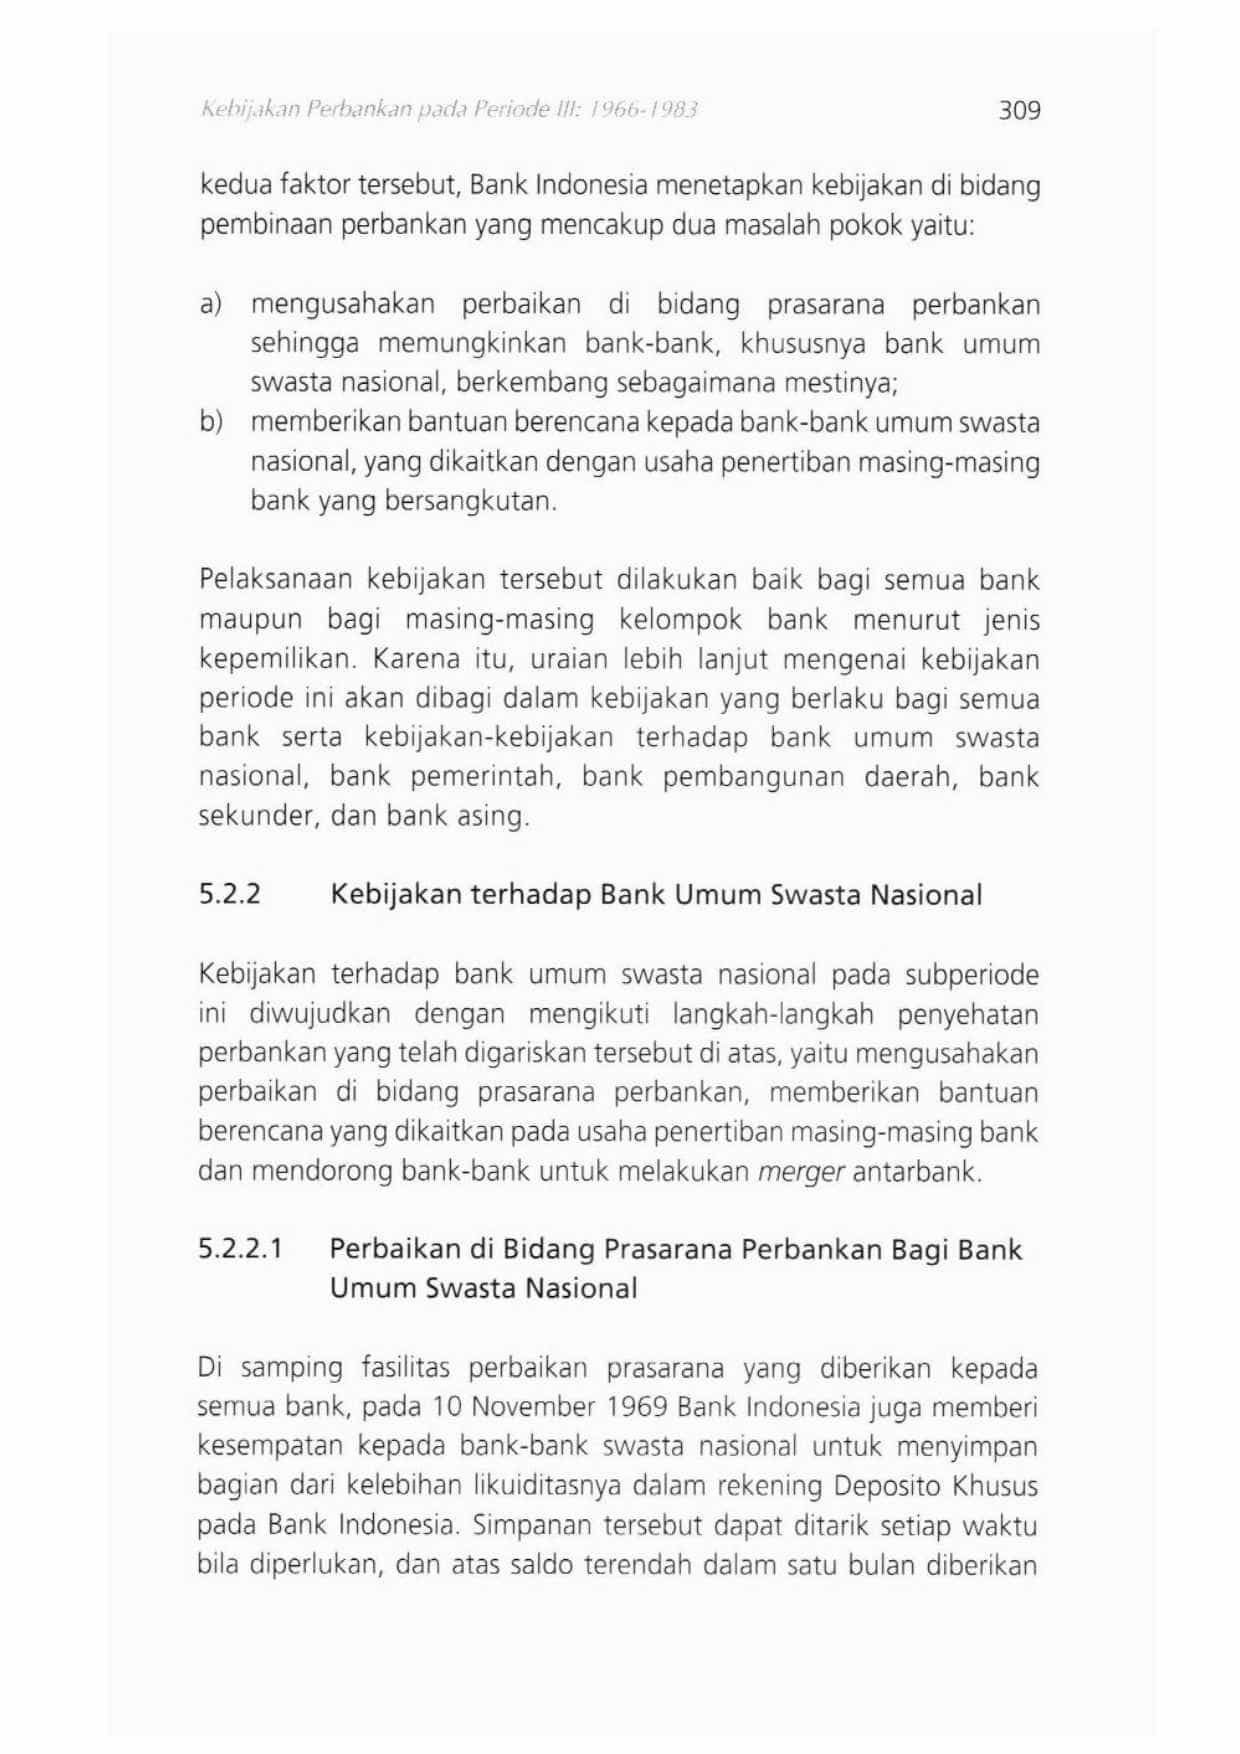 Kebijakan Perbankan pada Periode III: 1966-1983 309
kedua faktor tersebut, Bank Indonesia menetapkan kebijakan di bidang
pembinaan perbankan yang mencakup dua masalah pokok yaitu:
a) mengusahakan perbaikan di bidang prasarana perbankan
sehingga memungkinkan bank-bank, khususnya bank umum
swasta nasional, berkembang sebagaimana mestinya;
b) memberikan bantuan berencana kepada bank-bank umum swasta
nasional, yang dikaitkan dengan usaha penertiban masing-masing
bank yang bersangkutan.
Pelaksanaan kebijakan tersebut dilakukan baik bagi semua bank
maupun bagi masing-masing kelompok bank menurut jenis
kepemilikan. Karena itu, uraian lebih lanjut mengenai kebijakan
periode ini akan dibagi dalam kebijakan yang berlaku bagi semua
bank serta kebijakan-kebijakan terhadap bank umum swasta
nasional, bank pemerintah, bank pembangunan daerah, bank
sekunder, dan bank asing.
5.2.2 Kebijakan terhadap Bank Umum Swasta Nasional
Kebijakan terhadap bank umum swasta nasional pada subperiode
ini diwujudkan dengan mengikuti langkah-langkah penyehatan
perbankan yang telah digariskan tersebut di atas, yaitu mengusahakan
perbaikan di bidang prasarana perbankan, memberikan bantuan
berencana yang dikaitkan pada usaha penertiban masing-masing bank
dan mendorong bank-bank untuk melakukan merger antarbank.
5.2.2.1 Perbaikan di Bidang Prasarana Perbankan Bagi Bank
Umum Swasta Nasional
Di samping fasilitas perbaikan prasarana yang diberikan kepada
semua bank, pada 10 November 1969 Bank Indonesia juga memberi
kesempatan kepada bank-bank swasta nasional untuk menyimpan
bagian dari kelebihan likuiditasnya dalam rekening Deposito Khusus
pada Bank Indonesia. Simpanan tersebut dapat ditarik setiap waktu
bila diperlukan, dan atas saldo terendah dalam satu bulan diberikan